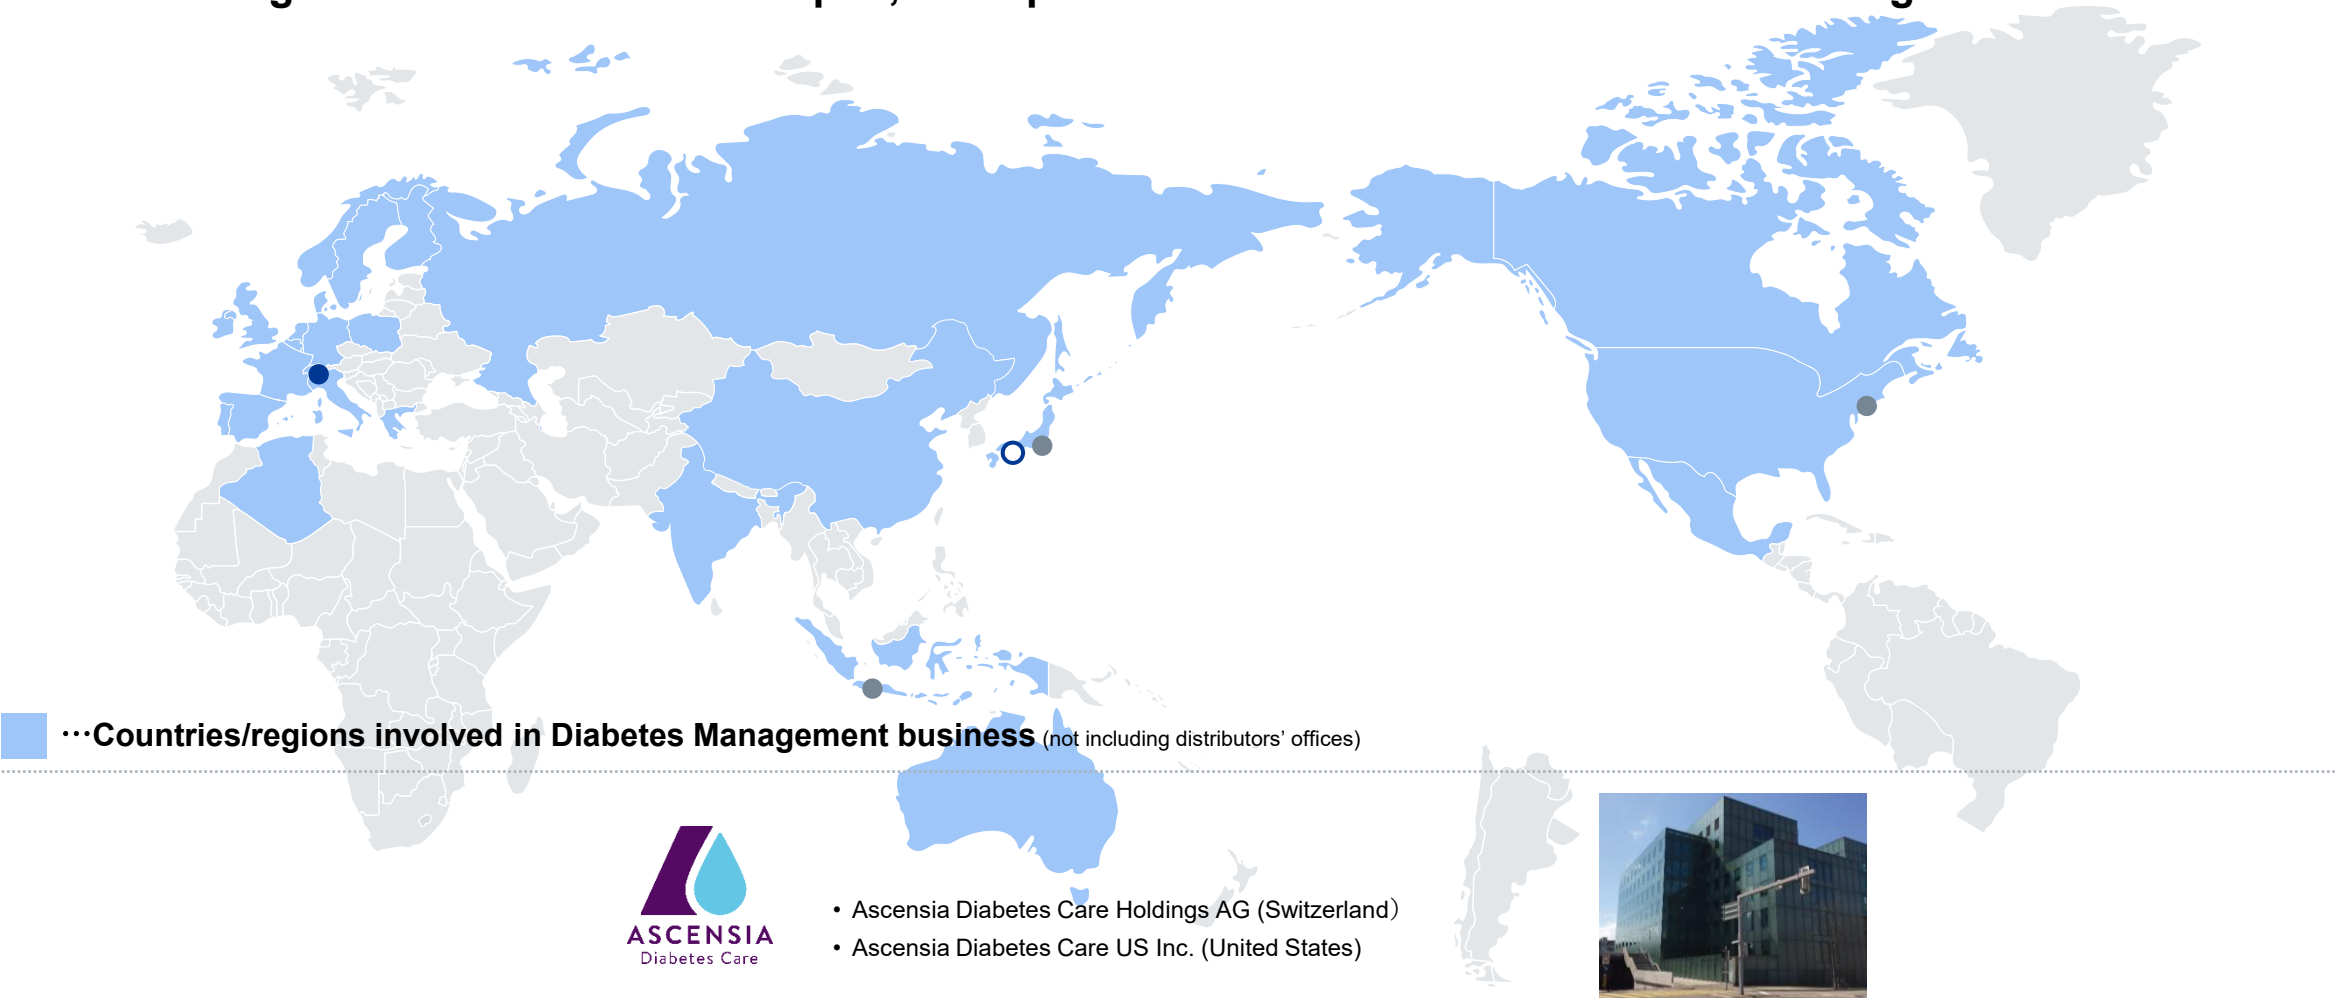 ⋯Countries/regions involved in Diabetes Management business (not including distributors’ offices)
ASCENSIA
Diabetes Care
• Ascensia Diabetes Care Holdings AG (Switzerland）
• Ascensia Diabetes Care US Inc. (United States)